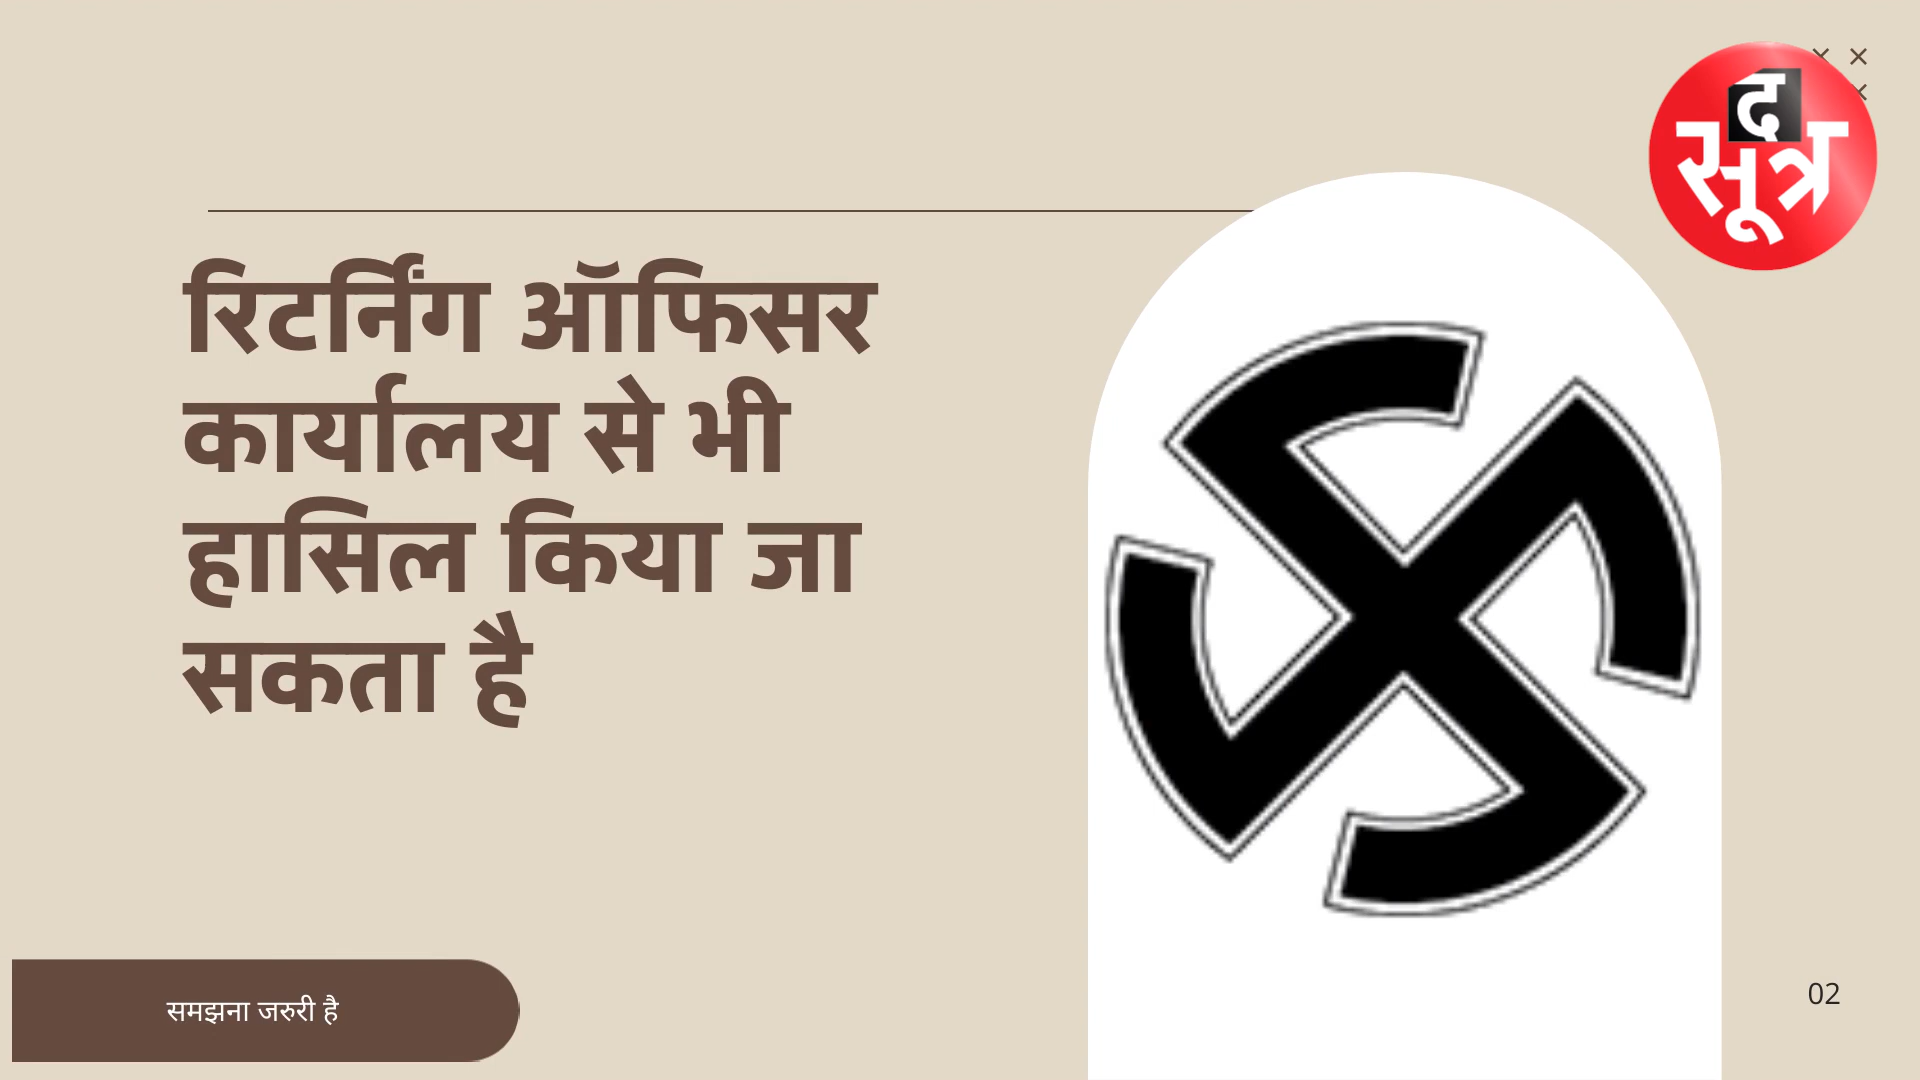 द
सूत्र
रिटर्निंग ऑफिसर
कार्यालय से भी
हासिल किया जा
सकता है
समझना जरुरी है
02